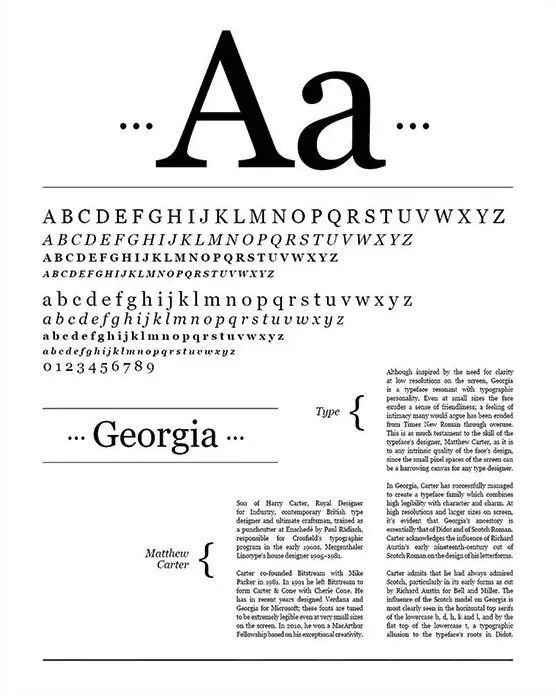 Aa
ABCDEFGHIJKLMNOPQRSTUVWXYZ
ABCDEFGHIJKLMNOPQRSTUVWXYZ
ABCDEFGHIJKLMNOPQRSTUVWXYZ
ABCDEFGHIJKLMNOPQRSTUVWXYZ
abcdefghijklmnopqrstuvwxyz
abcdefghijklmnopqrstuvwxyz
abcdefghijklmnopqrstuvwxyz
abcdefghijklmnopqrstuvwxyz
0123456789
··· Georgia ···
Type {
Although inspired by the need for clarity
at low resolutions on the screen, Georgia
is a typeface resonant with typographic
personality. Even at small sizes the face
exudes a sense of friendliness; a feeling of
intimacy many would argue has been eroded
from Times New Roman through overuse.
This is as much testament to the skill of the
typeface's designer, Matthew Carter, as it is
to any intrinsic quality of the face's design,
since the small pixel spaces of the screen can
be a harrowing canvas for any type designer.
In Georgia, Carter has successfully managed
to create a typeface family which combines
high legibility with character and charm. At
high resolutions and larger sizes on screen,
it's evident that Georgia's ancestory is
essentially that of Didot and of Scotch Roman.
Carter acknowledges the influence of Richard
Austin's early nineteenth-century cut of
Scotch Roman on the design of his letterforms.
Carter admits that he had always admired
Scotch, particularly in its early forms as cut
by Richard Austin for Bell and Miller. The
influence of the Scotch model on Georgia is
most clearly seen in the horizontal top serifs
of the lowercase b, d, h, k and l, and by the
flat top of the lowercase t, a typographic
allusion to the typeface's roots in Didot.
Matthew
Carter {
Son of Harry Carter, Royal Designer
for Industry, contemporary British type
designer and ultimate craftsman, trained as
a punchcutter at Enschedé by Paul Rädisch,
responsible for Crosfield's typographic
program in the early 1960s, Mergenthaler
Linotype's house designer 1965–1981.
Carter co-founded Bitstream with Mike
Parker in 1981. In 1991 he left Bitstream to
form Carter & Cone with Cherie Cone. He
has in recent years designed Verdana and
Georgia for Microsoft; these fonts are tuned
to be extremely legible even at very small sizes
on the screen. In 2010, he won a MacArthur
Fellowship based on his exceptional creativity.